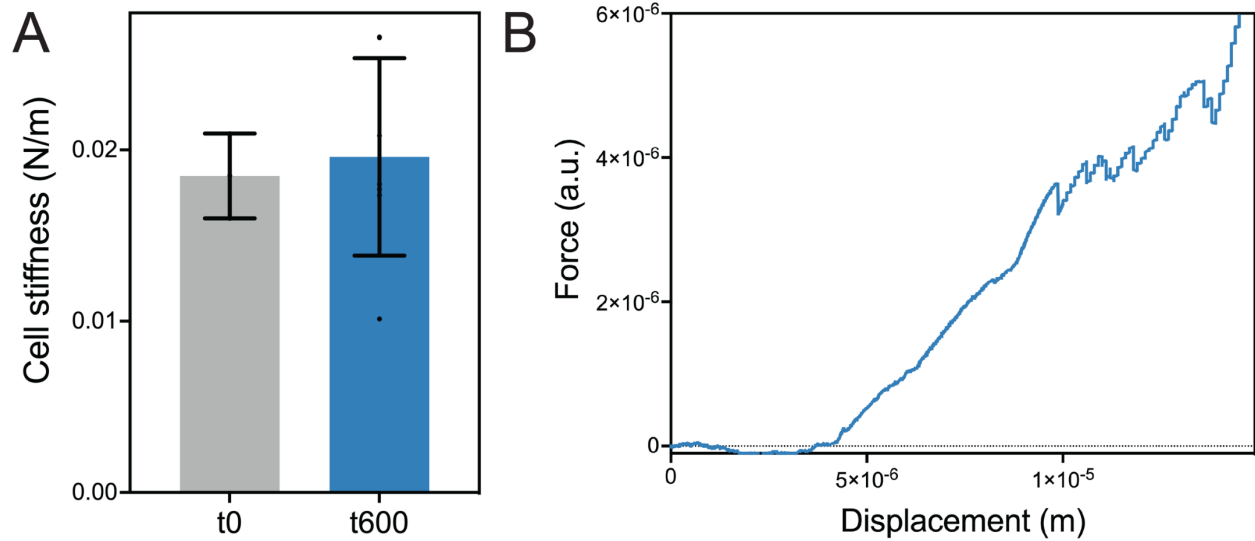 A
Cell stiffness (N/m)
0.02
0.01
0.00
t0
t600
B
Force (a.u.)
6×10⁻⁶
4×10⁻⁶
2×10⁻⁶
0
0
5×10⁻⁶
1×10⁻⁵
Displacement (m)